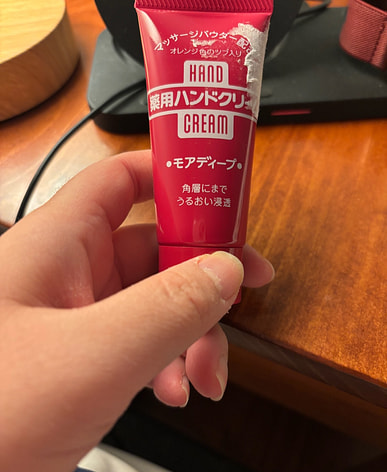 マッサージパウダー配合
オレンジ色のツブ入り
HAND
薬用ハンドクリ
CREAM
•モアディープ•
角層にまで
うるおい浸透